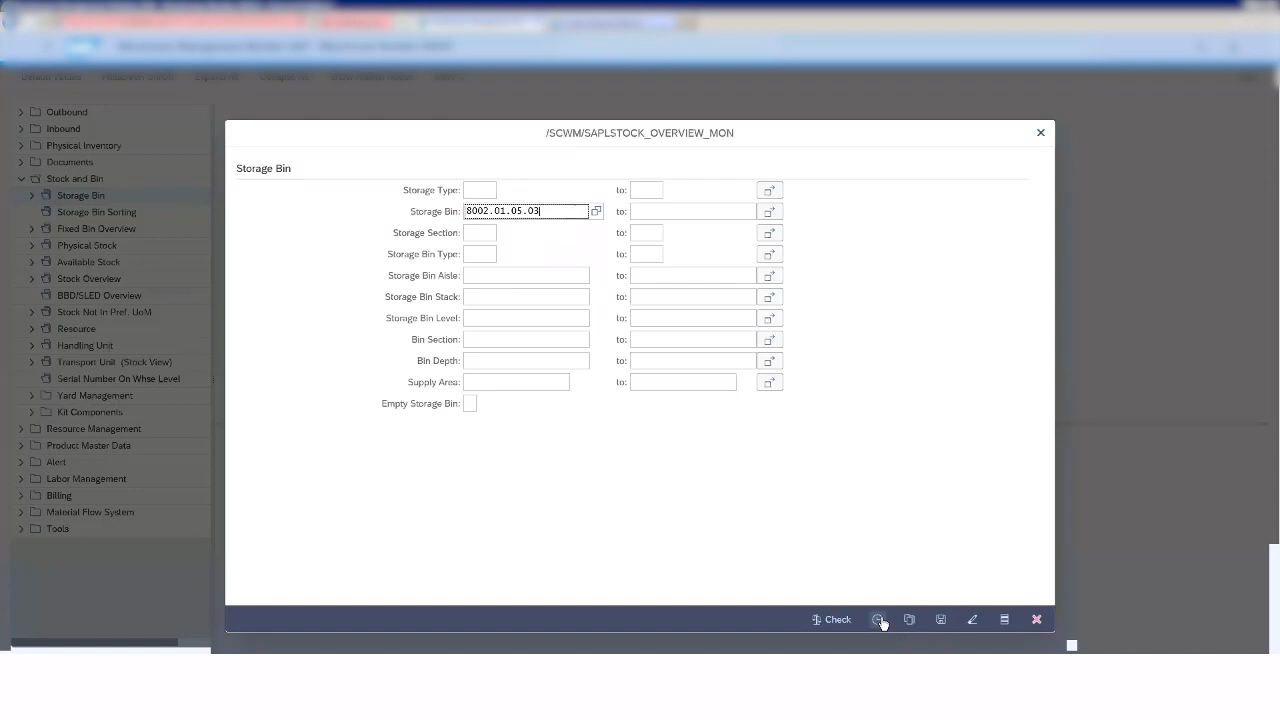 Outbound
Inbound
Physical Inventory
Documents
Stock and Bin
Storage Bin
Storage Bin Sorting
Fixed Bin Overview
Physical Stock
Available Stock
Stock Overview
BBD/SLED Overview
Stock Not In Pref. UoM
Resource
Handling Unit
Transport Unit (Stock View)
Serial Number On Whse Level
Yard Management
Kit Components
Resource Management
Product Master Data
Alert
Labor Management
Billing
Material Flow System
Tools
/SCWM/SAPLSTOCK_OVERVIEW_MON
Storage Bin
Storage Type: to:
Storage Bin: 8002.01.05.03 to:
Storage Section: to:
Storage Bin Type: to:
Storage Bin Aisle: to:
Storage Bin Stack: to:
Storage Bin Level: to:
Bin Section: to:
Bin Depth: to:
Supply Area: to:
Empty Storage Bin:
Check